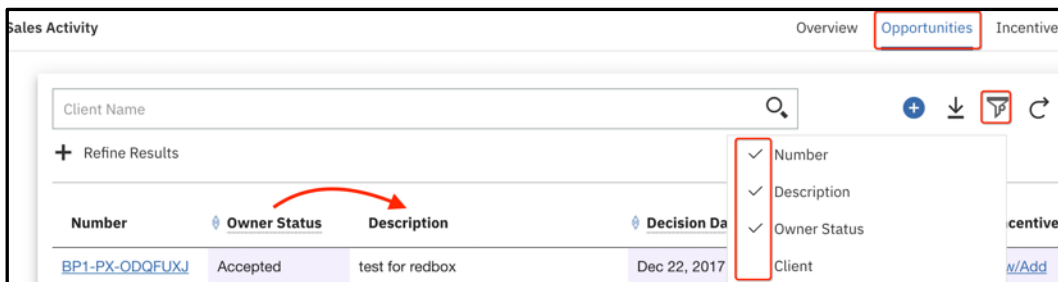 Sales Activity
Overview Opportunities Incentive
Client Name
Refine Results
Number
Description
Owner Status
Client
Number Owner Status Description Decision Da centive
BP1-PX-ODQFUXJ Accepted test for redbox Dec 22, 2017 w/Add